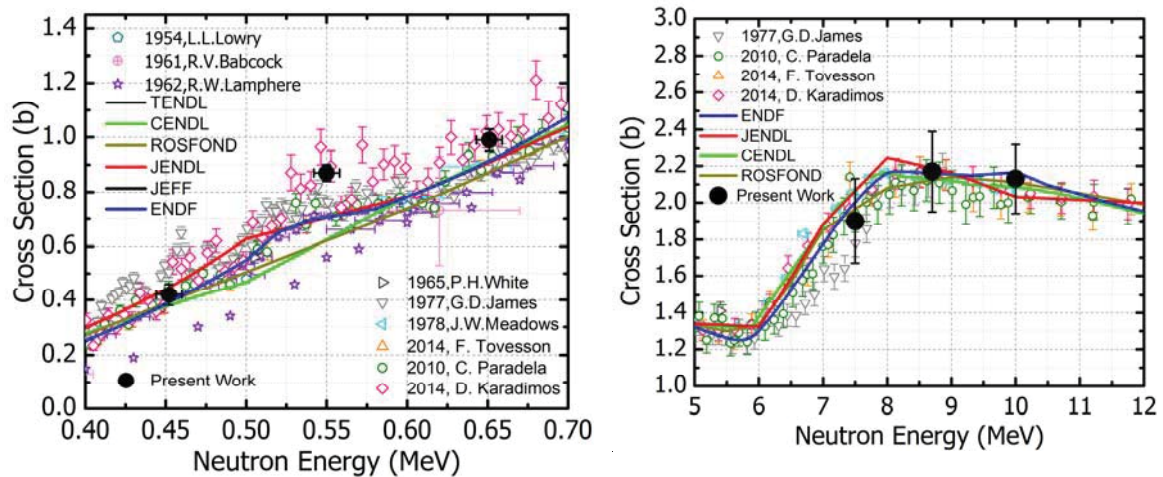 1.4
1.2
1.0
0.8
0.6
0.4
0.2
0.0
Cross Section (b)
1954,L.L.Lowry
1961,R.V.Babcock
1962,R.W.Lamphere
TENDL
CENDL
ROSFOND
JENDL
JEFF
ENDF
Present Work
1965,P.H.White
1977,G.D.James
1978,J.W.Meadows
2014, F. Tovesson
2010, C. Paradela
2014, D. Karadimos
0.40 0.45 0.50 0.55 0.60 0.65 0.70
Neutron Energy (MeV)
3.0
2.8
2.6
2.4
2.2
2.0
1.8
1.6
1.4
1.2
1.0
Cross Section (b)
1977,G.D.James
2010, C. Paradela
2014, F. Tovesson
2014, D. Karadimos
ENDF
JENDL
CENDL
ROSFOND
Present Work
5 6 7 8 9 10 11 12
Neutron Energy (MeV)